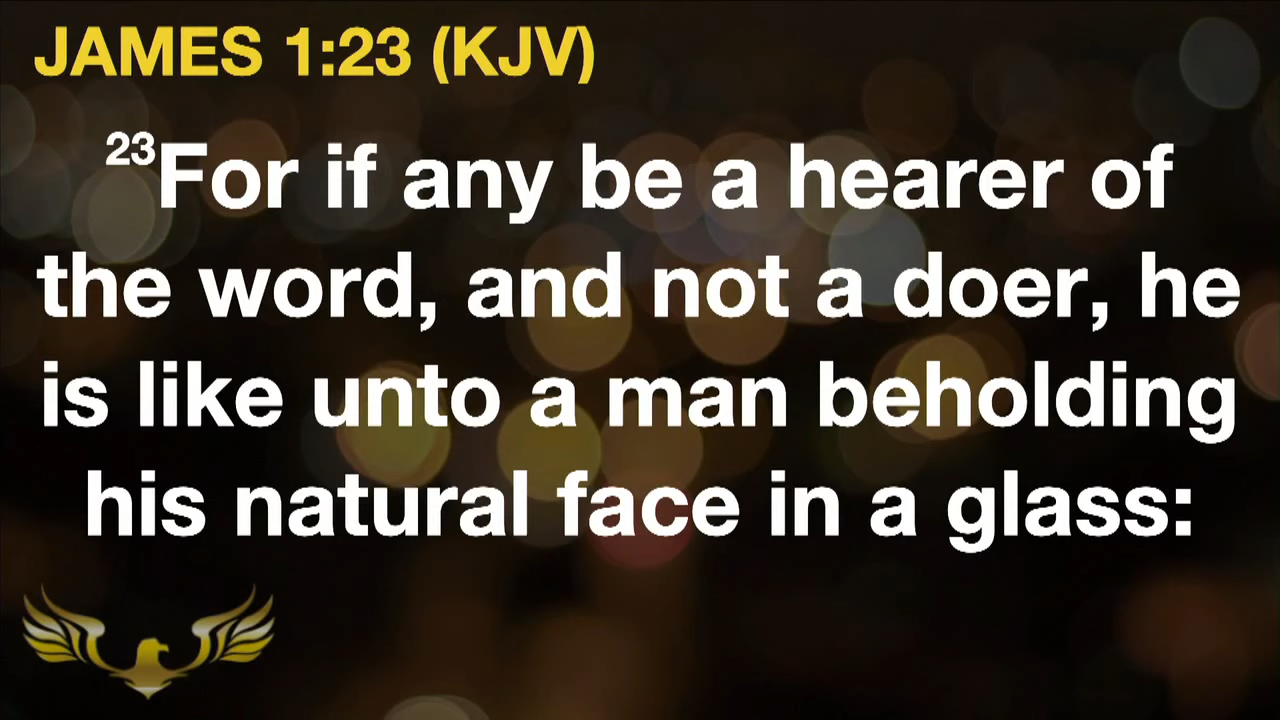 JAMES 1:23 (KJV)
23For if any be a hearer of
the word, and not a doer, he
is like unto a man beholding
his natural face in a glass: